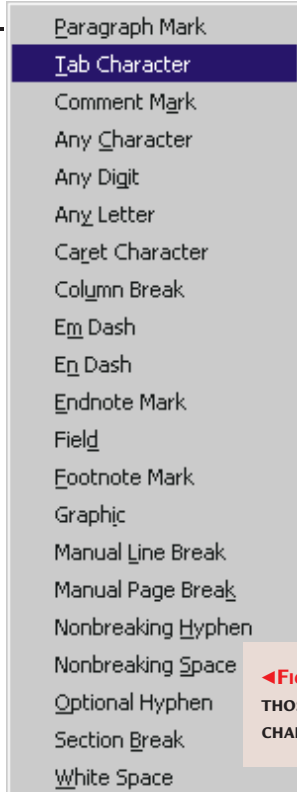 Paragraph Mark
Tab Character
Comment Mark
Any Character
Any Digit
Any Letter
Caret Character
Column Break
Em Dash
En Dash
Endnote Mark
Field
Footnote Mark
Graphic
Manual Line Break
Manual Page Break
Nonbreaking Hyphen
Nonbreaking Space
Optional Hyphen
Section Break
White Space